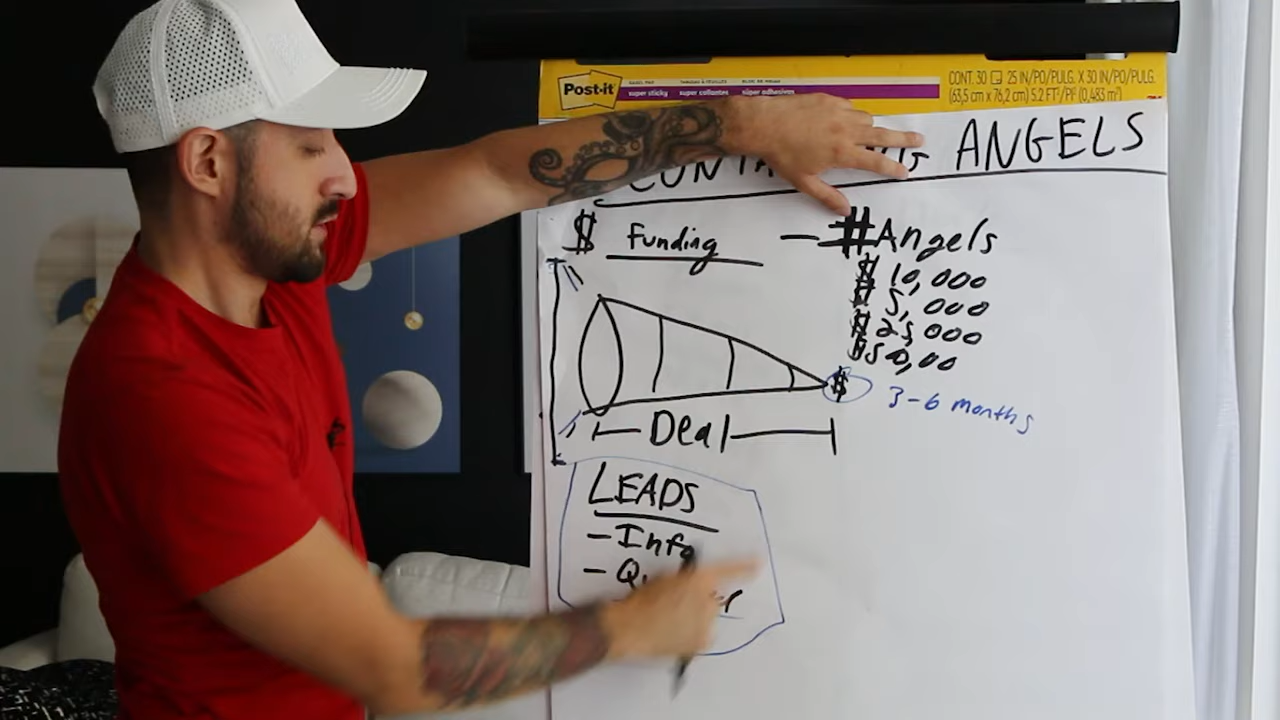 Post-it
super sticky super collantes súper adhesivas
CONT. 30 25 IN/PO/PULG. X 30 IN/PO/PULG.
(63,5 cm x 76,2 cm) 5.2 FT²/PI² (0,483 m²)
ANGELS
$ Funding — #Angels
$ 10,000
$ 5,000
$ 25,000
$50,00
$
3-6 months
Deal
LEADS
- Info
-